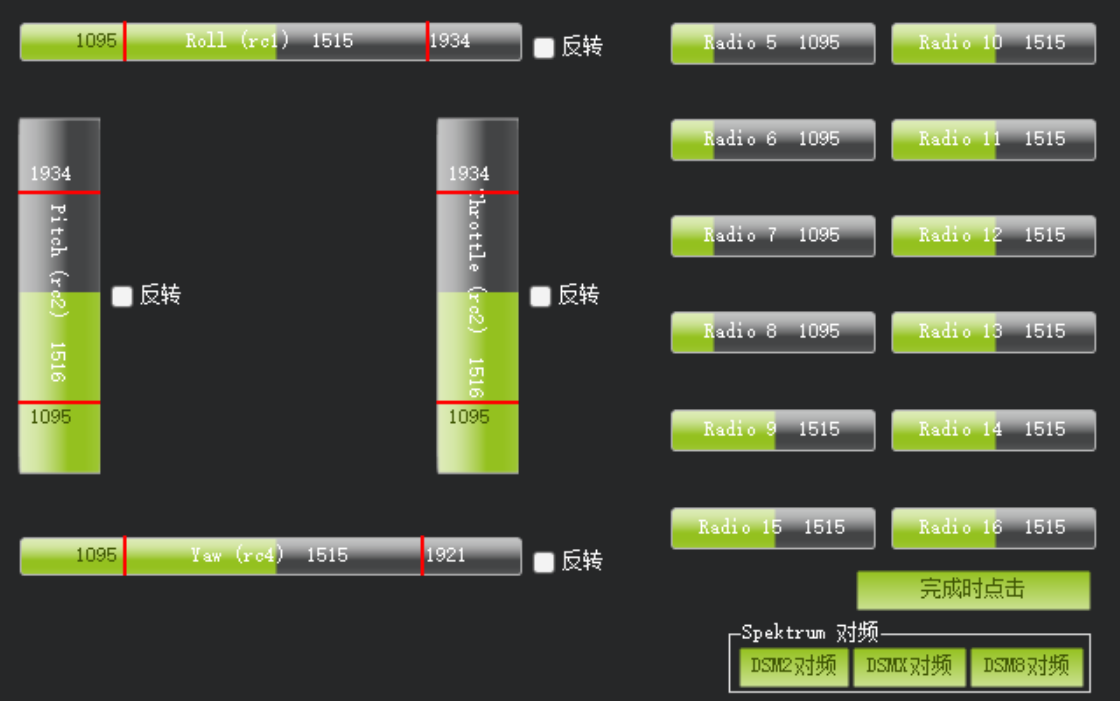 1095 Roll (rc1) 1515 1934
反转
Radio 5 1095
Radio 10 1515
Radio 6 1095
Radio 11 1515
1934
Pitch (rc2) 1516
1095
反转
1934
Throttle (rc2) 1516
1095
反转
Radio 7 1095
Radio 12 1515
Radio 8 1095
Radio 13 1515
Radio 9 1515
Radio 14 1515
Radio 15 1515
Radio 16 1515
1095 Yaw (rc4) 1515 1921
反转
完成时点击
Spektrum 对频
DSM2对频
DSMX对频
DSM8对频